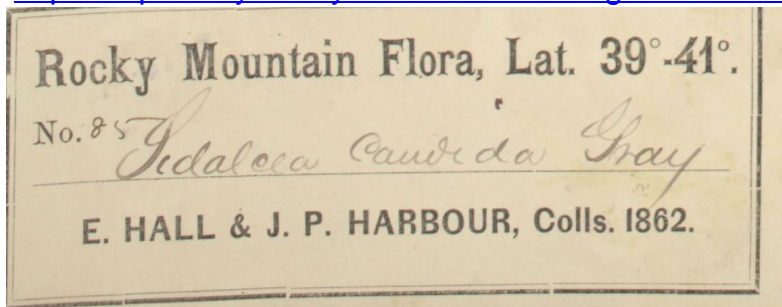 Rocky Mountain Flora, Lat. 39°-41°.
No. 85 Sidalcea Candida Gray
E. HALL & J. P. HARBOUR, Colls. 1862.